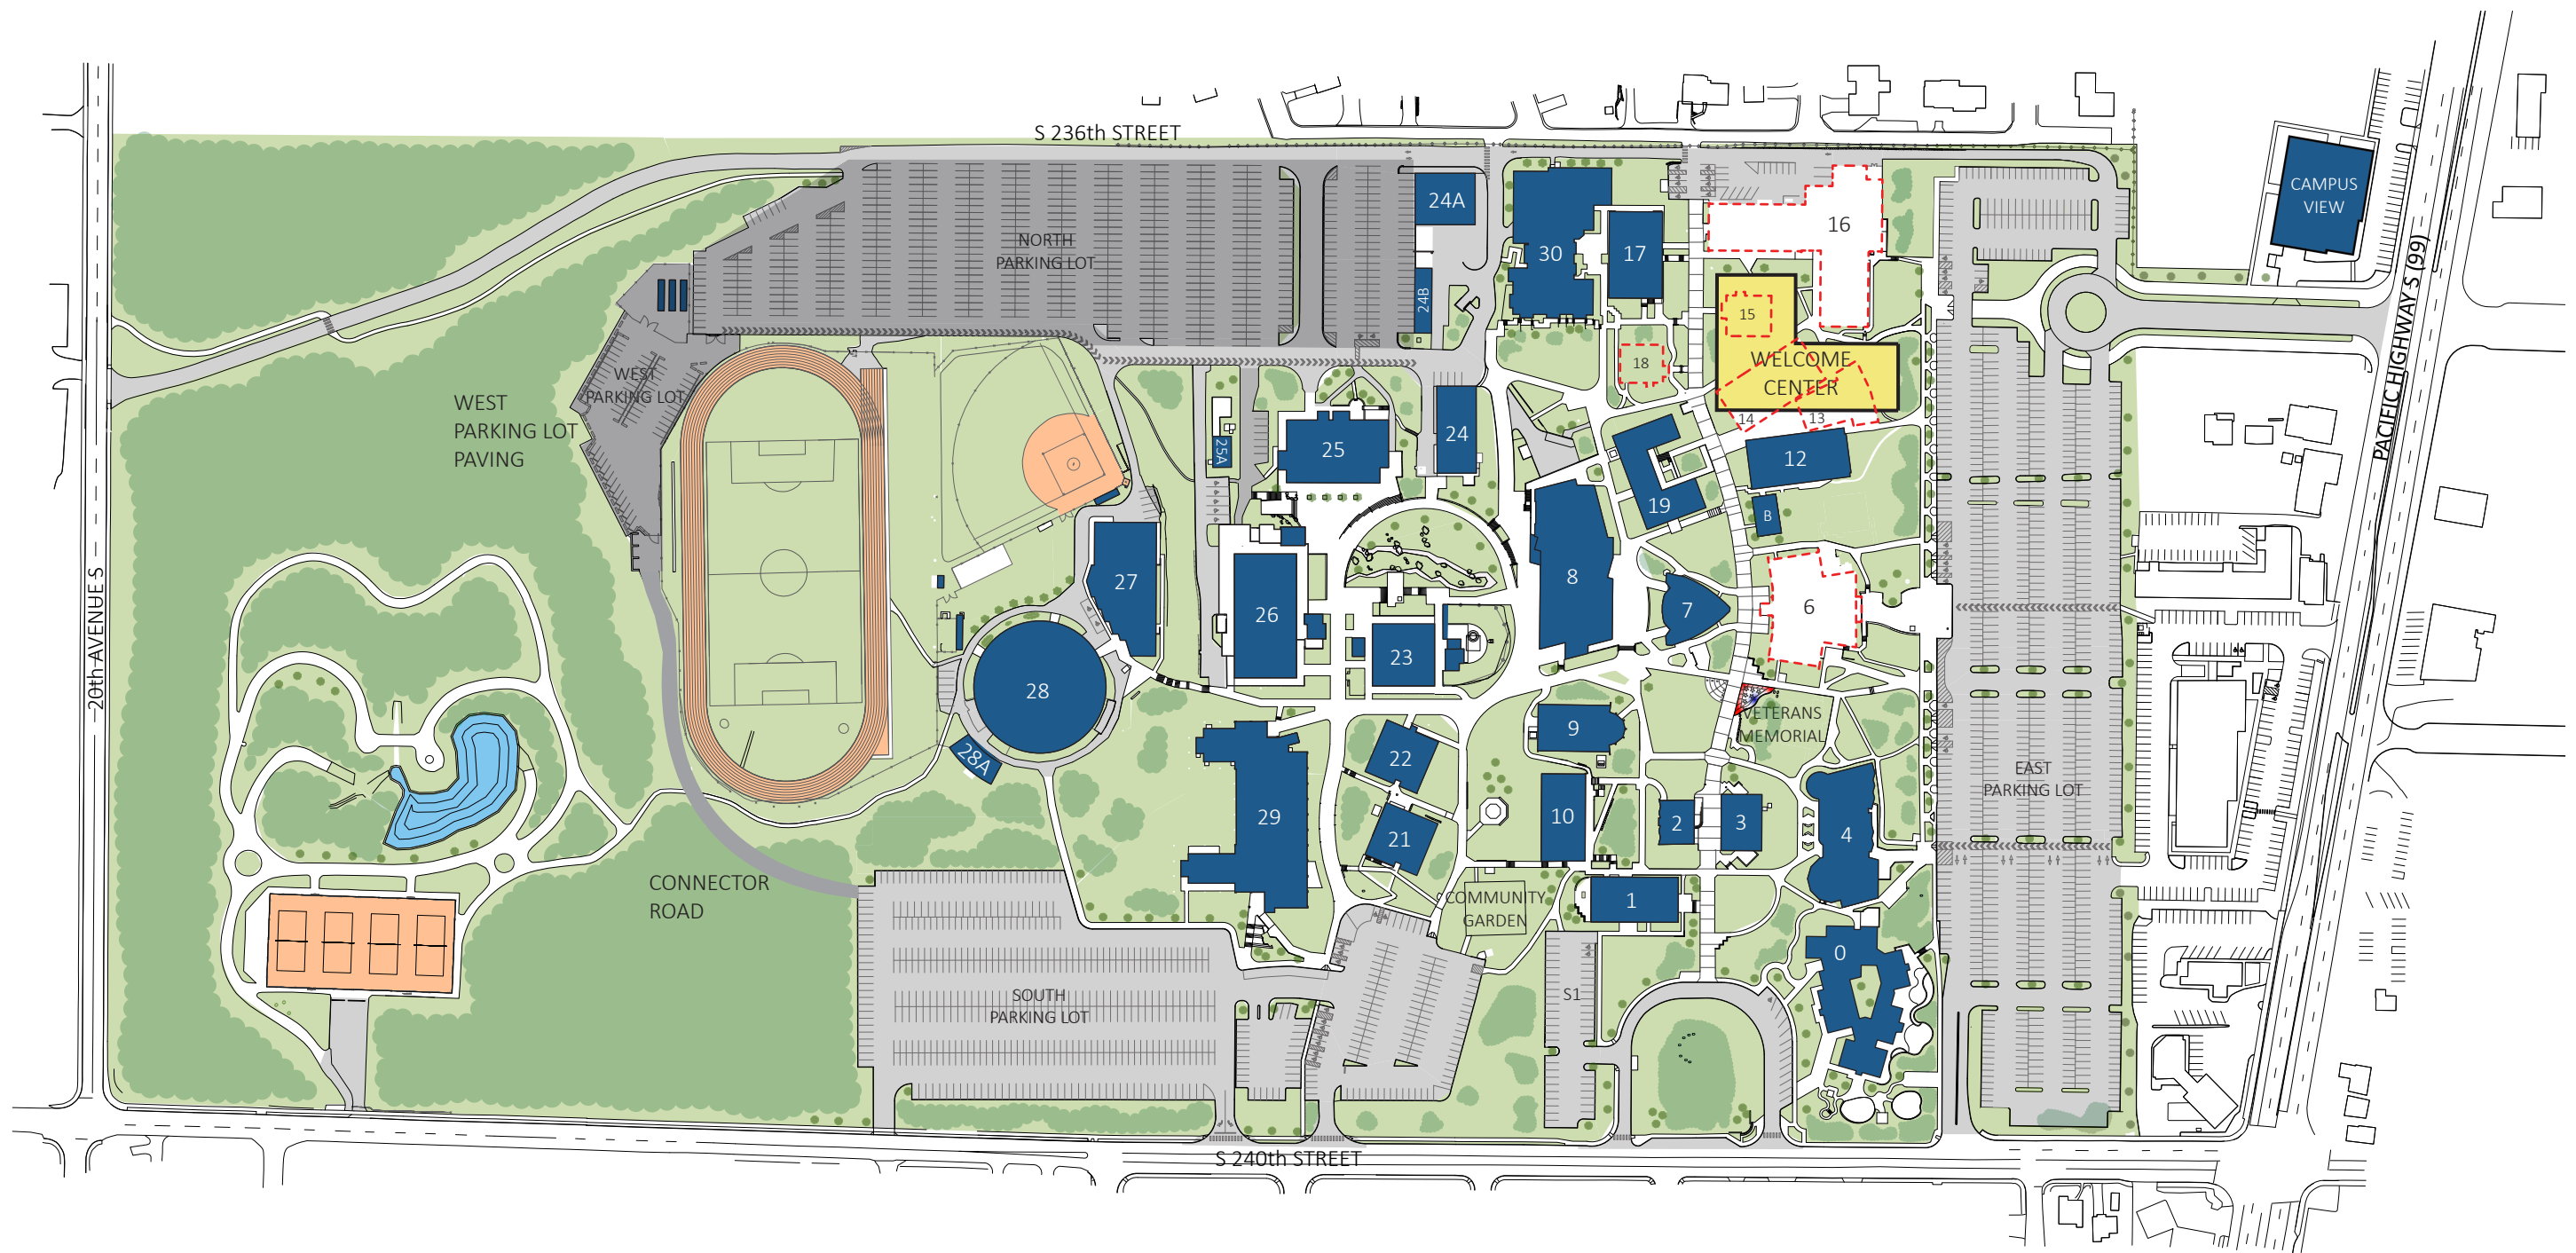 S 236th STREET
CAMPUS
VIEW
24A
16
30
17
NORTH
PARKING LOT
24B
15
PACIFIC HIGHWAY S (99)
WELCOME
CENTER
18
WEST
PARKING LOT
WEST
PARKING LOT
PAVING
14
13
25
24
25A
12
19
B
27
8
26
7
6
20th AVENUE S
23
28
VETERANS
MEMORIAL
9
22
28A
EAST
PARKING LOT
29
10
2
3
4
21
CONNECTOR
ROAD
COMMUNITY
GARDEN
1
0
SOUTH
PARKING LOT
S1
S 240th STREET